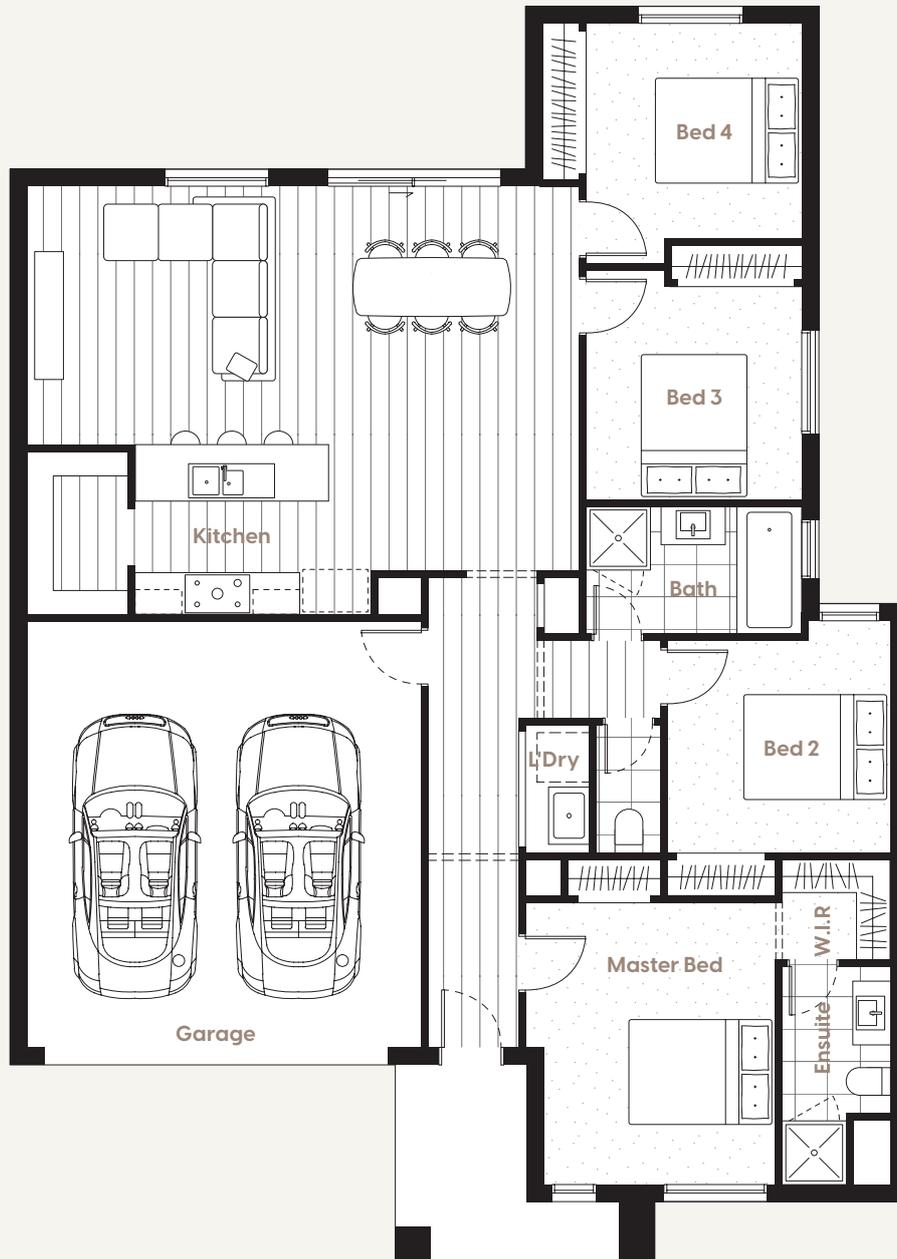 Bed 4
Bed 3
Kitchen
Bath
Bed 2
L'Dry
W.I.R
Master Bed
Ensuite
Garage